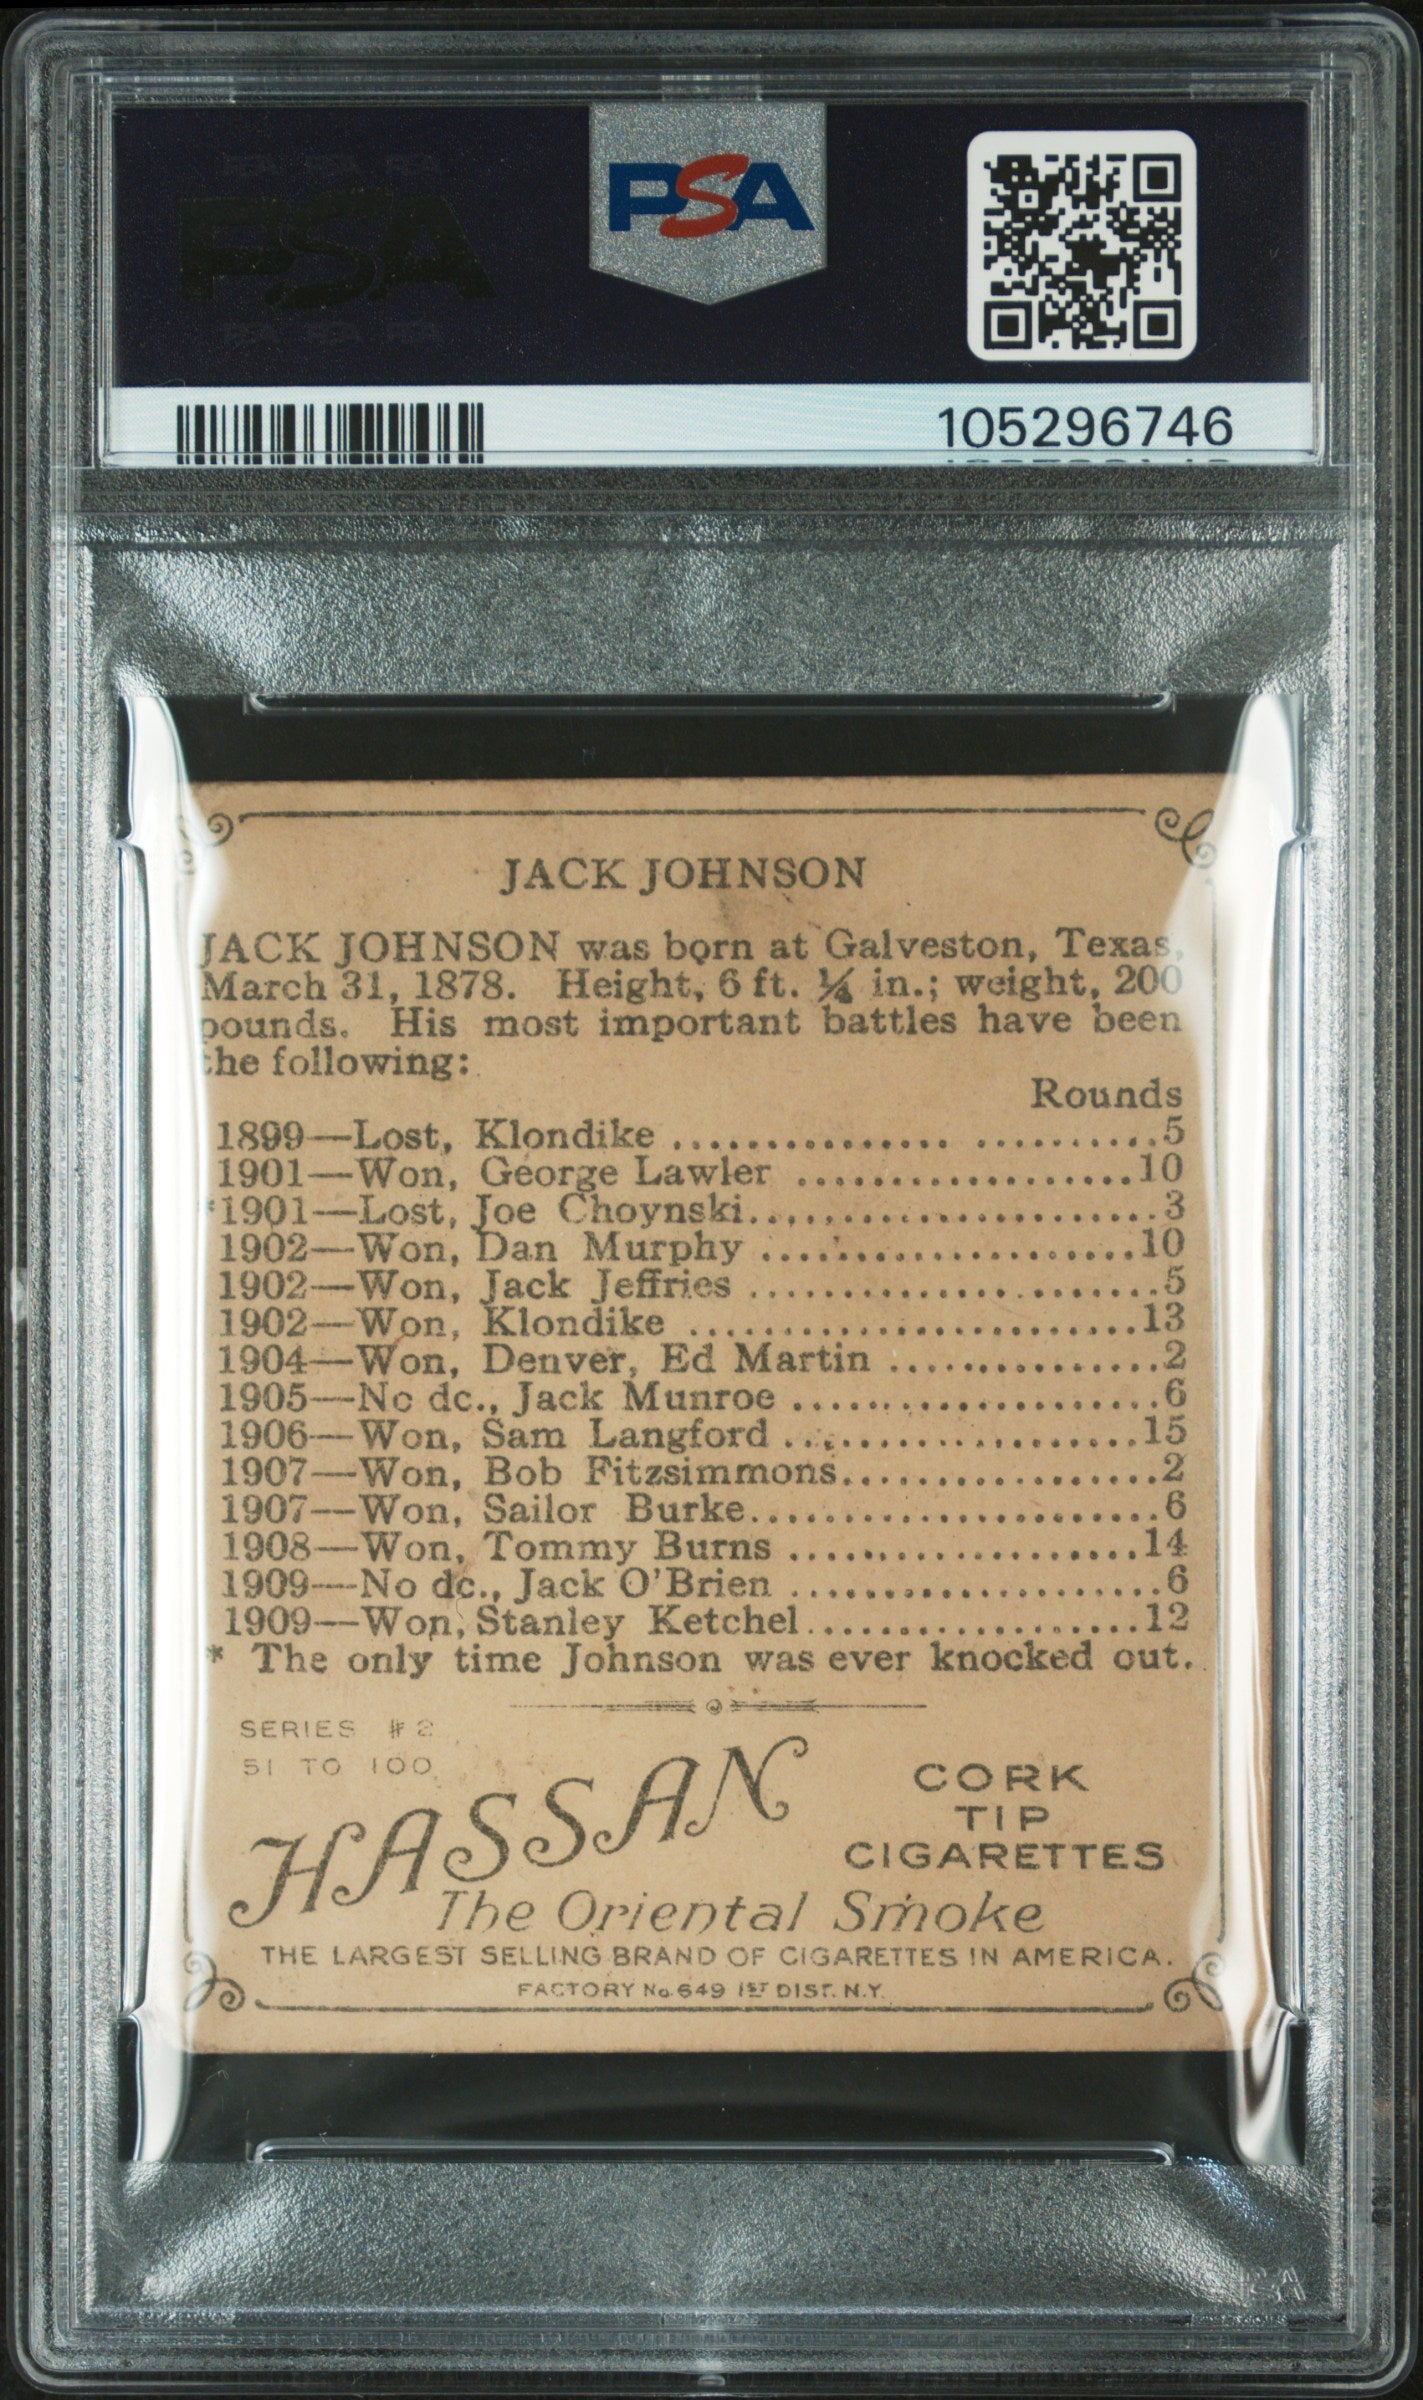 PSA
PSA
105296746
JACK JOHNSON
JACK JOHNSON was born at Galveston, Texas,
March 31, 1878. Height, 6 ft. ¼ in.; weight, 200
pounds. His most important battles have been
the following:
Rounds
1899—Lost, Klondike ............... ..........5
1901—Won, George Lawler ..................10
*1901—Lost, Joe Choynski......................3
1902—Won, Dan Murphy ....................10
1902—Won, Jack Jeffries ......................5
1902—Won, Klondike ........................13
1904—Won, Denver, Ed Martin ...............2
1905—No dc., Jack Munroe ....................6
1906—Won, Sam Langford ...................15
1907—Won, Bob Fitzsimmons.................2
1907—Won, Sailor Burke......................6
1908—Won, Tommy Burns ...................14
1909—No dc., Jack O'Brien ....................6
1909—Won, Stanley Ketchel..................12
* The only time Johnson was ever knocked out.
SERIES #2
51 TO 100
HASSAN
CORK
TIP
CIGARETTES
The Oriental Smoke
THE LARGEST SELLING BRAND OF CIGARETTES IN AMERICA.
FACTORY No. 649 1ST DIST. N.Y.